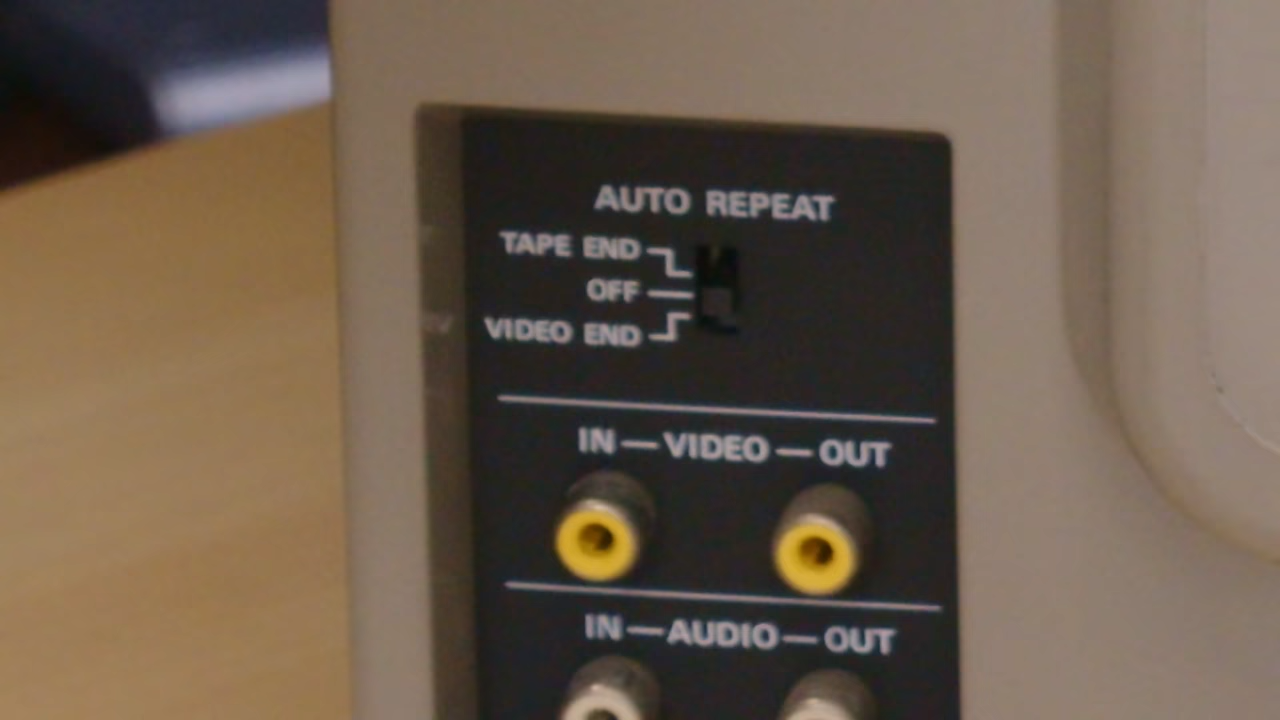 AUTO REPEAT
TAPE END
OFF
VIDEO END
IN — VIDEO — OUT
IN — AUDIO — OUT